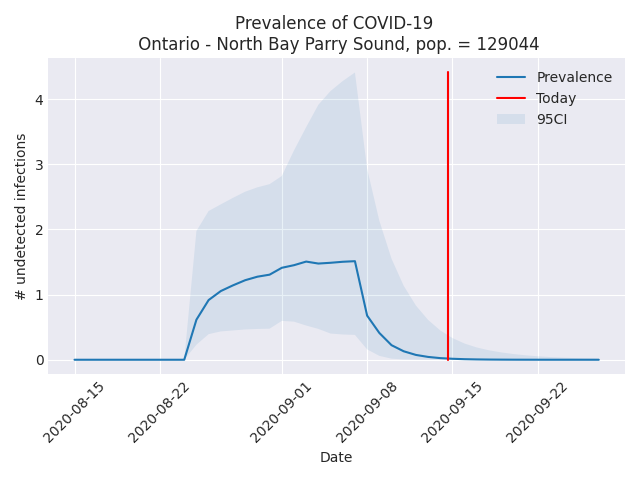 Prevalence of COVID-19
Ontario - North Bay Parry Sound, pop. = 129044
Prevalence
Today
95CI
# undetected infections
4
3
2
1
0
2020-08-15
2020-08-22
2020-09-01
2020-09-08
2020-09-15
2020-09-22
Date